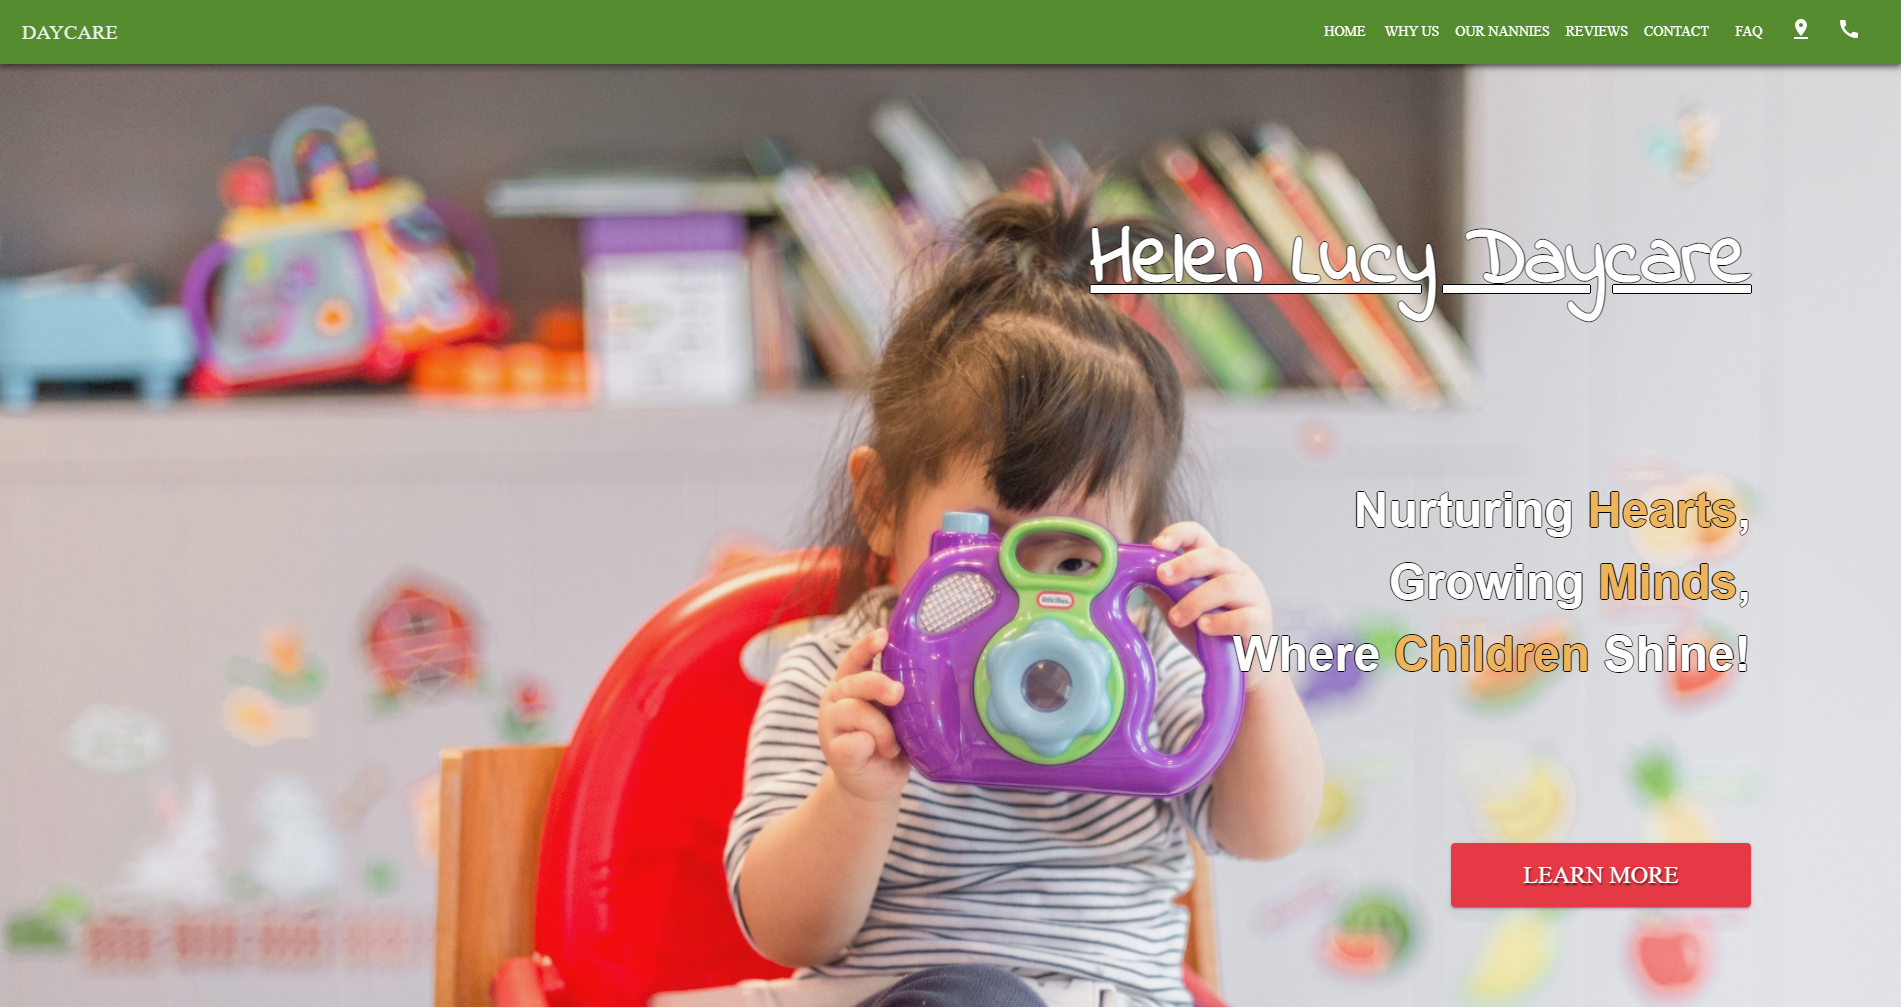 DAYCARE
HOME WHY US OUR NANNIES REVIEWS CONTACT FAQ
Helen Lucy Daycare
Nurturing Hearts,
Growing Minds,
Where Children Shine!
LEARN MORE